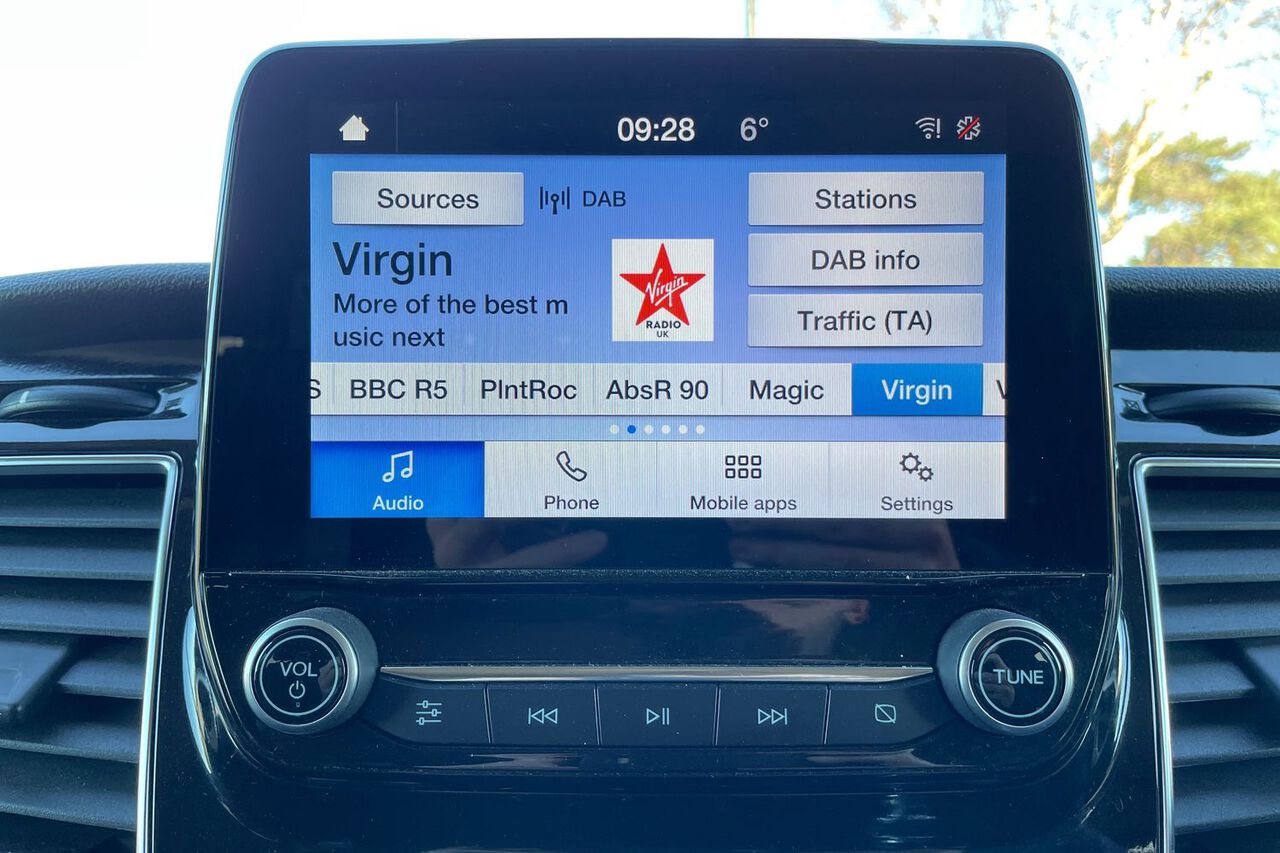 09:28 6°
Sources DAB Stations
Virgin
DAB info
More of the best m
usic next
Virgin
RADIO
UK
Traffic (TA)
S BBC R5 PlntRoc AbsR 90 Magic Virgin V
Audio Phone Mobile apps Settings
VOL
TUNE